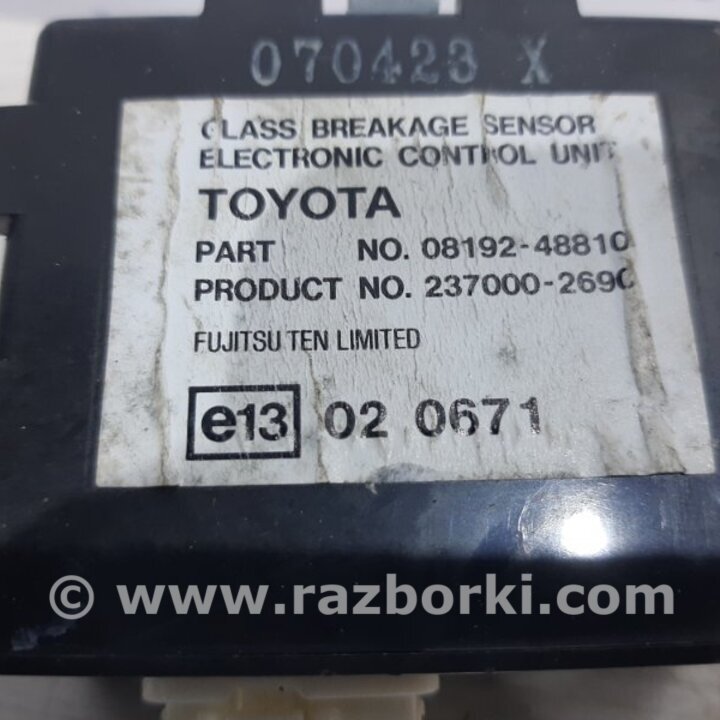 070423 X
GLASS BREAKAGE SENSOR
ELECTRONIC CONTROL UNIT
TOYOTA
PART NO. 08192-48810
PRODUCT NO. 237000-2690
FUJITSU TEN LIMITED
e13 02 0671
© www.razborki.com